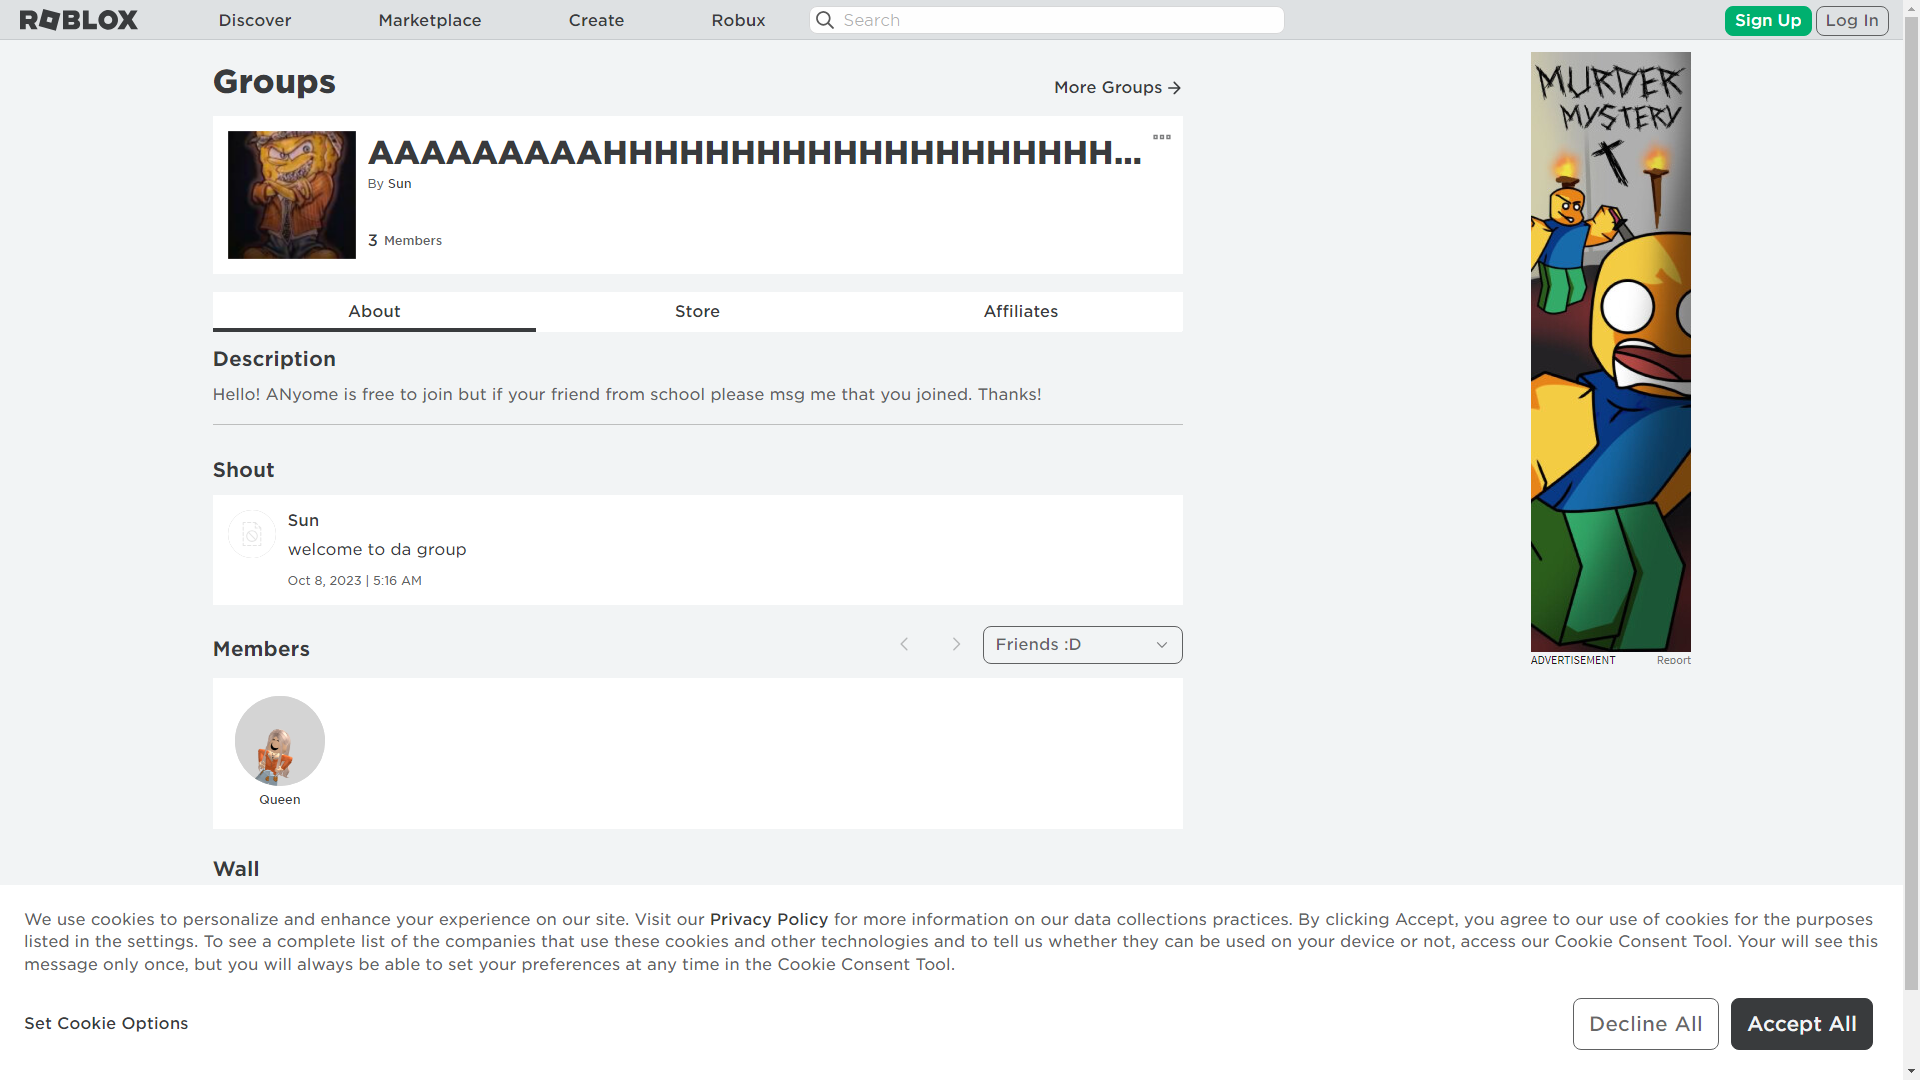 ROBLOX
Discover
Marketplace
Create
Robux
Search
Sign Up
Log In
Groups
More Groups
AAAAAAAAAHHHHHHHHHHHHHHHHHHHH...
By Sun
3 Members
About
Store
Affiliates
Description
Hello! ANyome is free to join but if your friend from school please msg me that you joined. Thanks!
Shout
Sun
welcome to da group
Oct 8, 2023 | 5:16 AM
Members
Friends :D
Queen
Wall
MURDER
MYSTERY
ADVERTISEMENT
Report
We use cookies to personalize and enhance your experience on our site. Visit our Privacy Policy for more information on our data collections practices. By clicking Accept, you agree to our use of cookies for the purposes
listed in the settings. To see a complete list of the companies that use these cookies and other technologies and to tell us whether they can be used on your device or not, access our Cookie Consent Tool. Your will see this
message only once, but you will always be able to set your preferences at any time in the Cookie Consent Tool.
Set Cookie Options
Decline All
Accept All